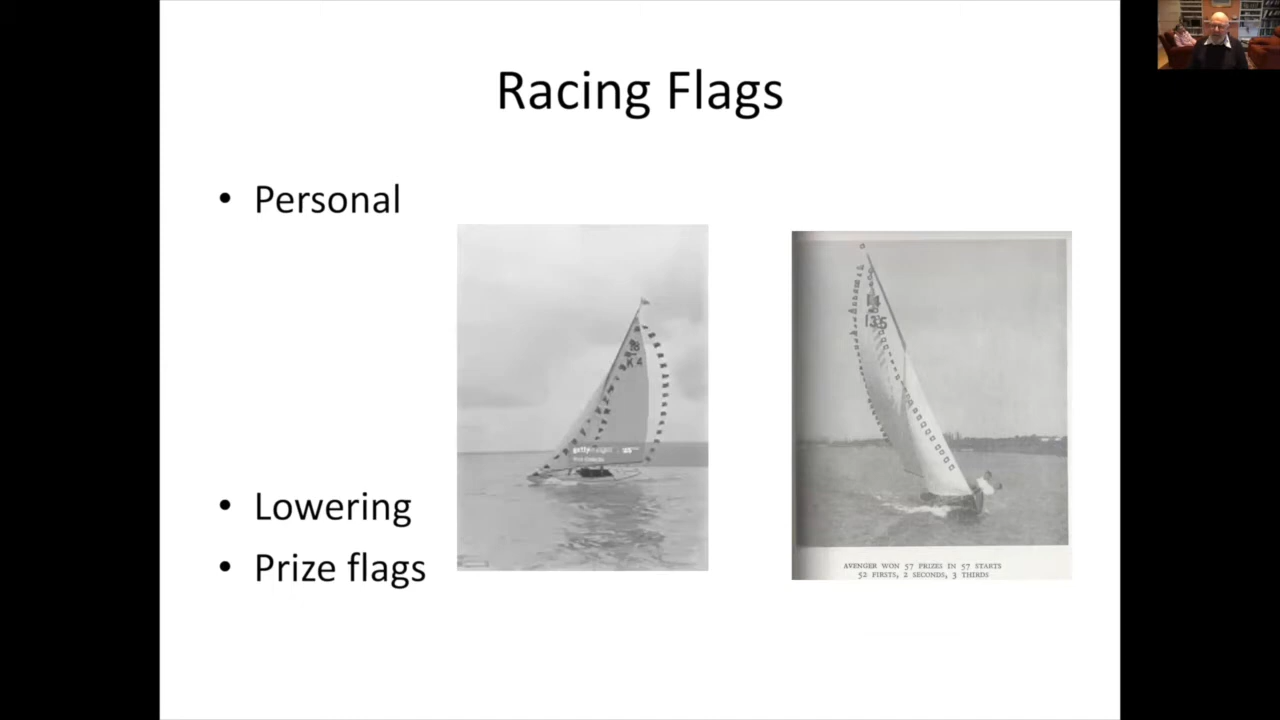 Racing Flags
• Personal
• Lowering
• Prize flags
K
135
AVENGER WON 57 PRIZES IN 57 STARTS
52 FIRSTS, 2 SECONDS, 3 THIRDS